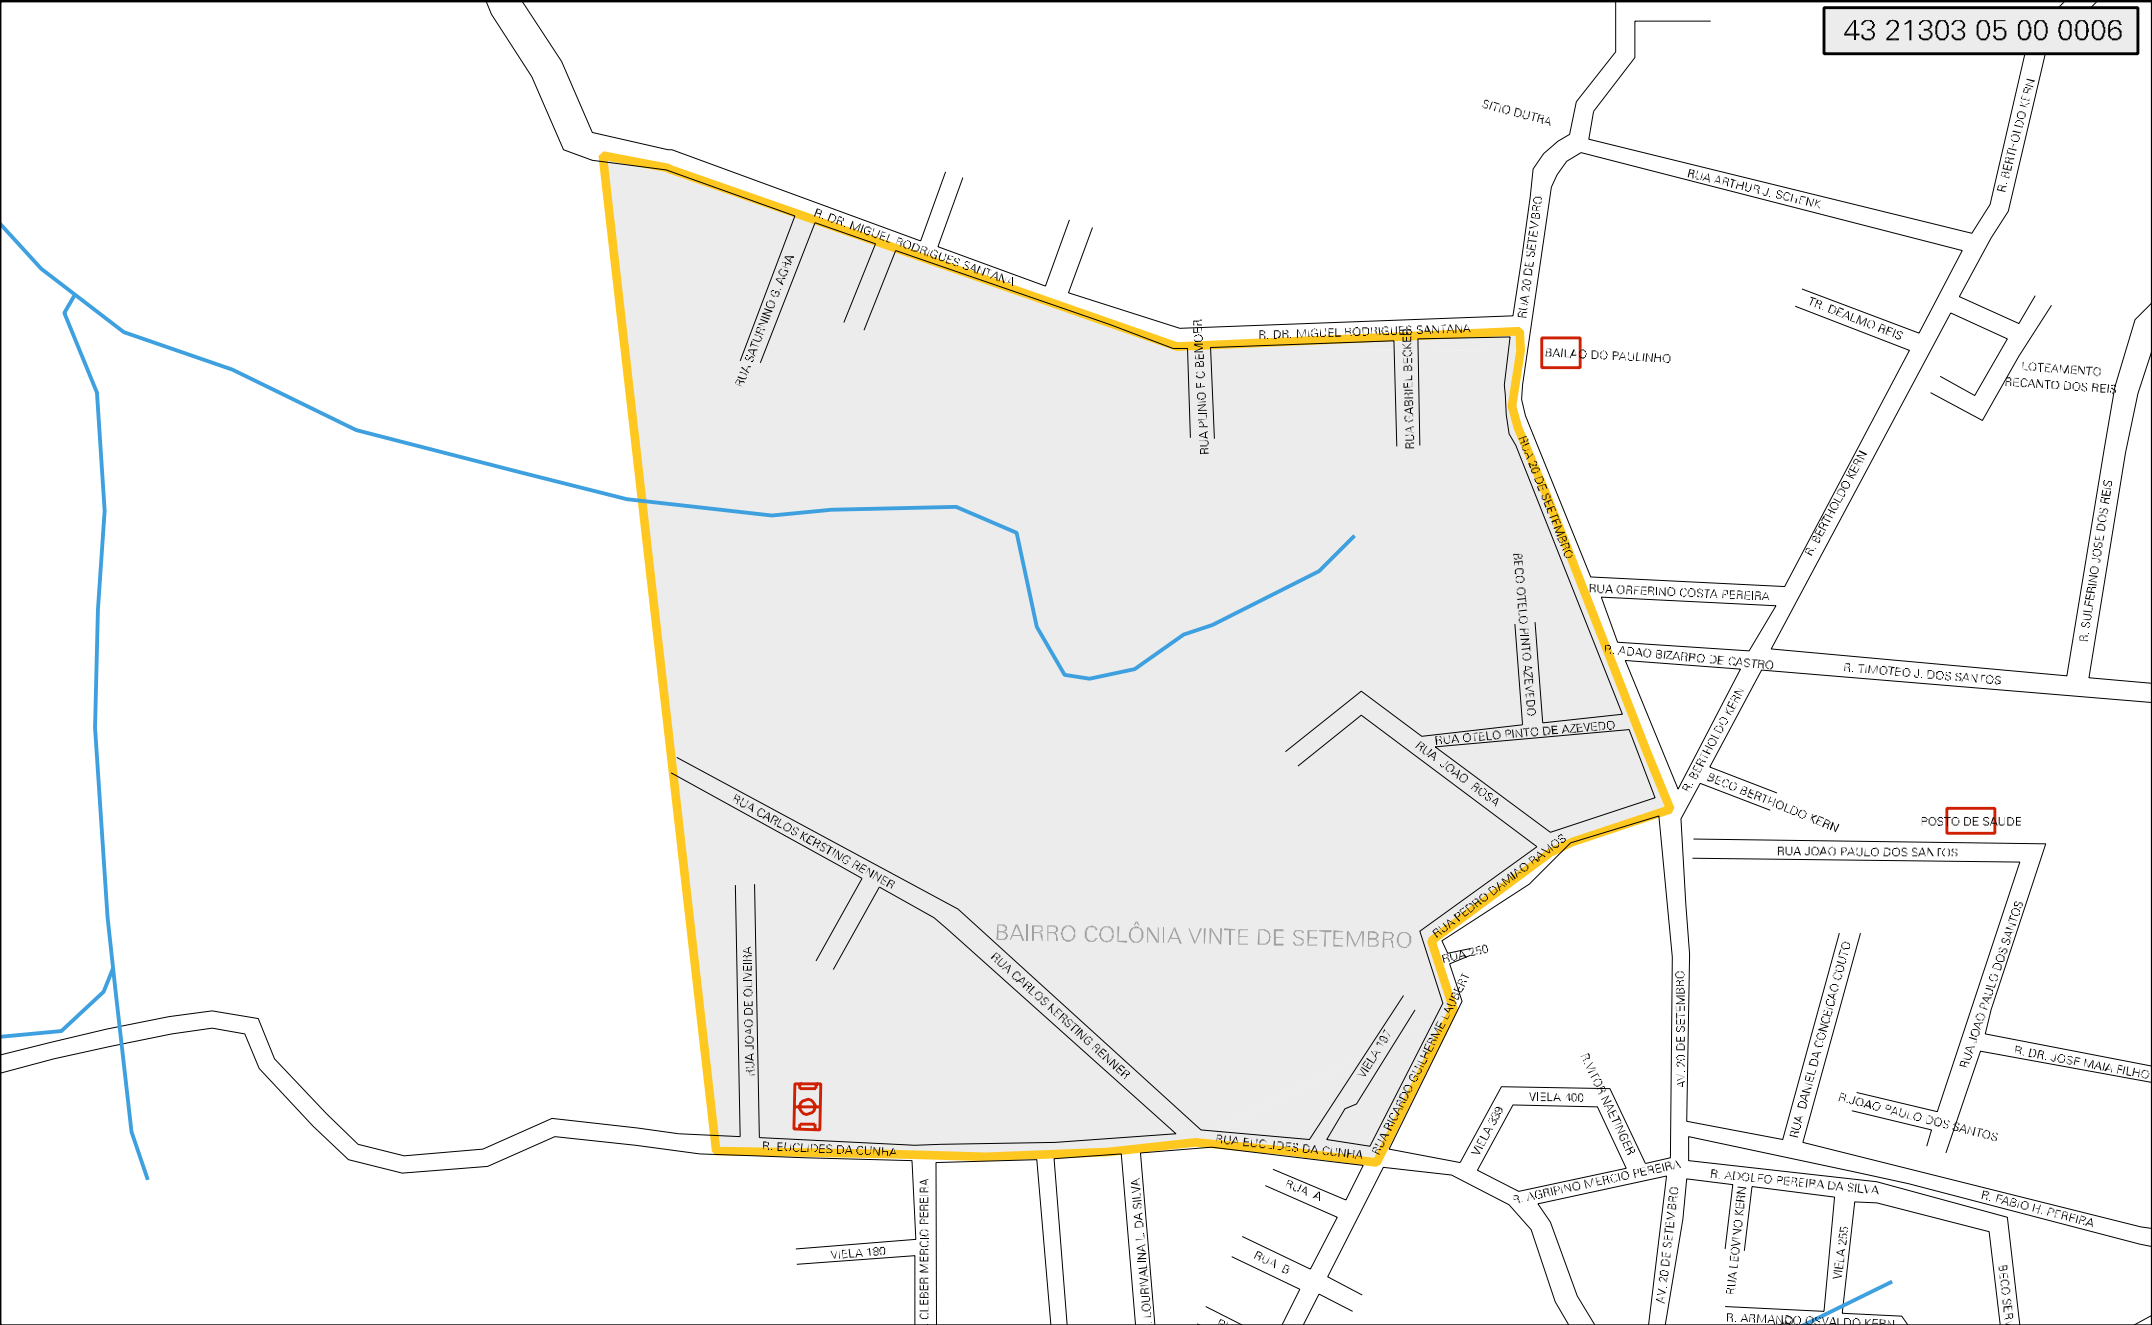 43 21303 05 00 0006
SITIO DUTRA
R. BERTHOLDO KERN
RUA ARTHUR J. SCHENK
R. DR. MIGUEL RODRIGUES SANTANA
RUA 20 DE SETEMBRO
RUA SATURNINO G. AGRA
TR. DEALMO REIS
R. DR. MIGUEL RODRIGUES SANTANA
BAILAO DO PAULINHO
LOTEAMENTO
RECANTO DOS REIS
RUA PLINIO F C
RUA GABRIEL BECKER
RUA 20 DE SEETEMBRO
R. BERTHOLDO KERN
R. SULFERINO JOSE DOS REIS
BECO OTELO PINTO AZEVEDO
RUA ORFERINO COSTA PEREIRA
R. ADAO BIZARRO DE CASTRO
R. TIMOTEO J. DOS SANTOS
RUA OTELO PINTO DE AZEVEDO
R. BERTHOLDO KERN
RUA JOAO ROSA
BECO BERTHOLDO KERN
RUA CARLOS KERSTING RENNER
POSTO DE SAUDE
RUA JOAO PAULO DOS SANTOS
RUA PEDRO DAMIAO RAMOS
BAIRRO COLÔNIA VINTE DE SETEMBRO
RUA 250
RUA JOAO DE OLIVEIRA
RUA CARLOS KERSTING RENNER
RUA RICARDO GUILHERME LAUBERT
VIELA 197
AV. 20 DE SETEMBRO
RUA DANIEL DA CONCEICAO COUTO
RUA JOAO PAULO DOS SANTOS
R. DR. JOSE MAIA FILHO
R.VITOR NAETINGER
VIELA 400
VIELA 339
R.JOAO PAULO DOS SANTOS
R. EUCLIDES DA CUNHA
RUA EUCLIDES DA CUNHA
R. AGRIPINO MERCIO PEREIRA
R. ADOLFO PEREIRA DA SILVA
RUA A
R. FABIO H. PEREIRA
CLEBER MERCIO PEREIRA
LOURIVALINA L. DA SILVA
AV. 20 DE SETEMBRO
RUA LEOVINO KERN
VIELA 255
VIELA 180
RUA B
BECO SER
R. ARMANDO OSVALDO KERN